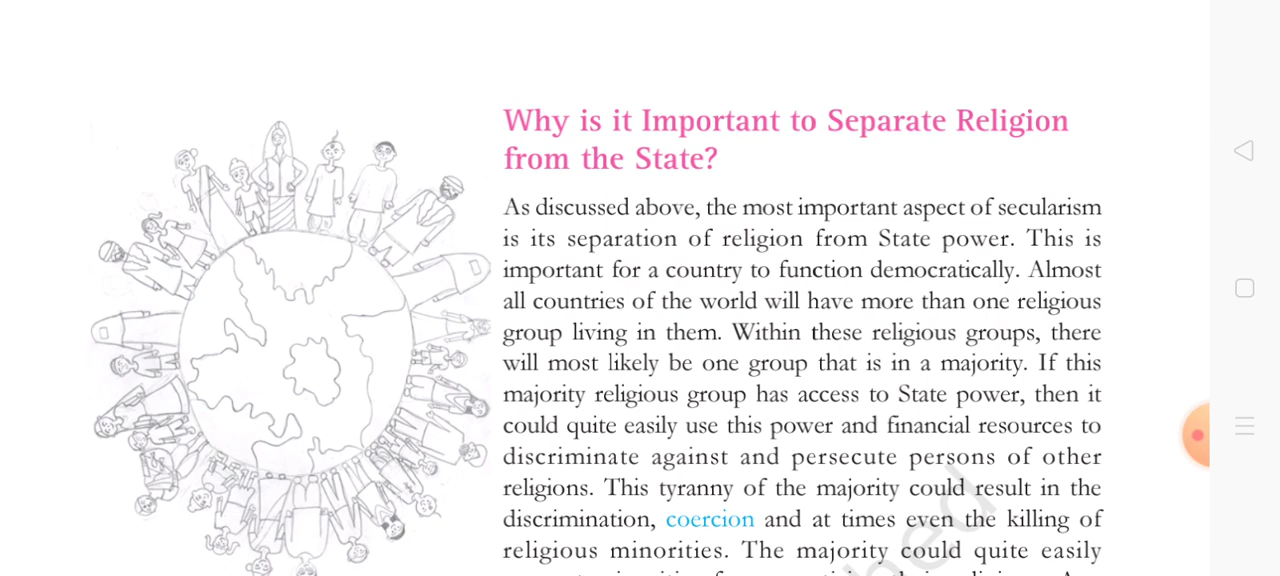 Why is it Important to Separate Religion
from the State?
As discussed above, the most important aspect of secularism
is its separation of religion from State power. This is
important for a country to function democratically. Almost
all countries of the world will have more than one religious
group living in them. Within these religious groups, there
will most likely be one group that is in a majority. If this
majority religious group has access to State power, then it
could quite easily use this power and financial resources to
discriminate against and persecute persons of other
religions. This tyranny of the majority could result in the
discrimination, coercion and at times even the killing of
religious minorities. The majority could quite easily